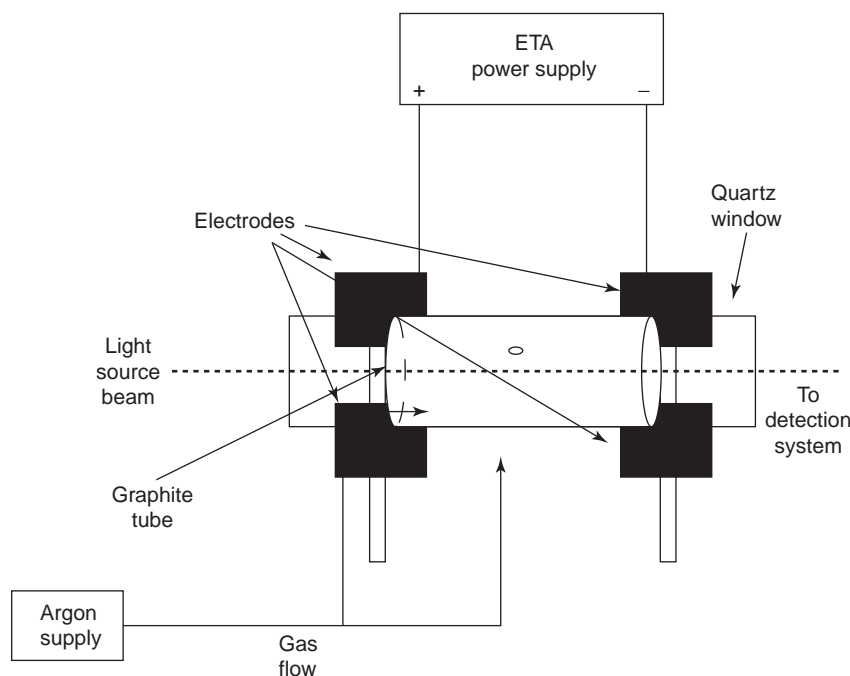 ETA
power supply
+
–
Quartz
window
Electrodes
Light
source
beam
To
detection
system
Graphite
tube
Argon
supply
Gas
flow